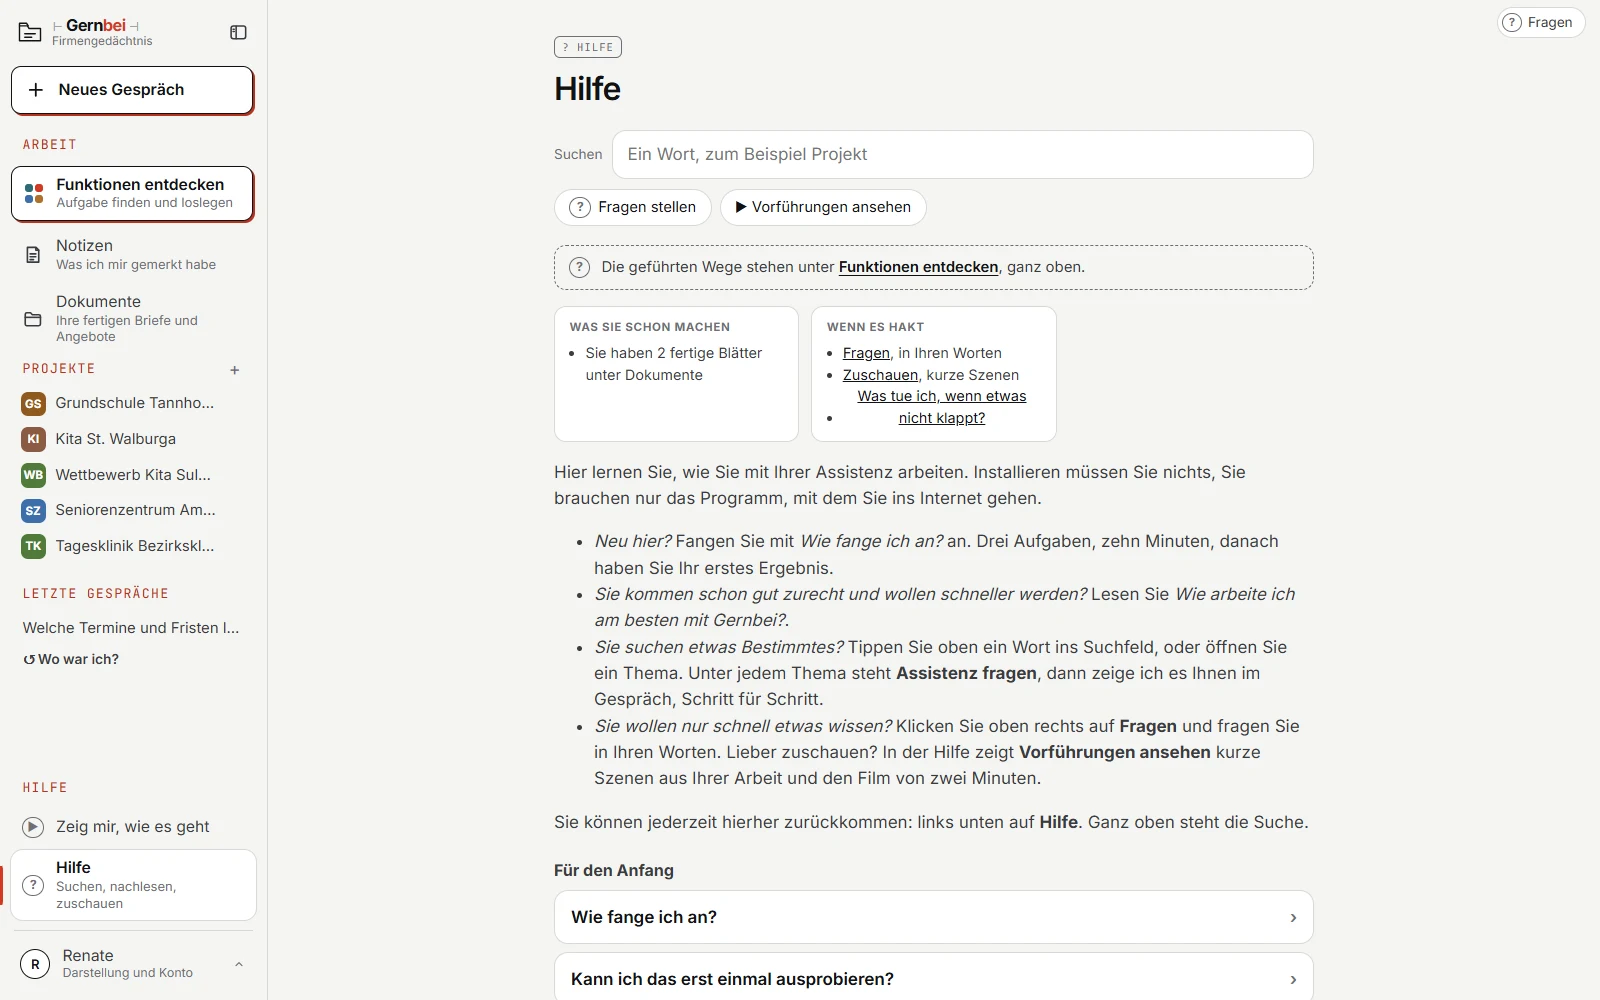 Gernbei
Firmengedächtnis
Neues Gespräch
ARBEIT
Funktionen entdecken
Aufgabe finden und loslegen
Notizen
Was ich mir gemerkt habe
Dokumente
Ihre fertigen Briefe und
Angebote
PROJEKTE
GS Grundschule Tannho...
KI Kita St. Walburga
WB Wettbewerb Kita Sul...
SZ Seniorenzentrum Am...
TK Tagesklinik Bezirkskl...
LETZTE GESPRÄCHE
Welche Termine und Fristen l...
↺ Wo war ich?
HILFE
Zeig mir, wie es geht
? Hilfe
Suchen, nachlesen,
zuschauen
R Renate
Darstellung und Konto
? Fragen
? HILFE
Hilfe
Suchen Ein Wort, zum Beispiel Projekt
? Fragen stellen ▶ Vorführungen ansehen
? Die geführten Wege stehen unter Funktionen entdecken, ganz oben.
WAS SIE SCHON MACHEN
• Sie haben 2 fertige Blätter
unter Dokumente
WENN ES HAKT
• Fragen, in Ihren Worten
• Zuschauen, kurze Szenen
• Was tue ich, wenn etwas
nicht klappt?
Hier lernen Sie, wie Sie mit Ihrer Assistenz arbeiten. Installieren müssen Sie nichts, Sie
brauchen nur das Programm, mit dem Sie ins Internet gehen.
• Neu hier? Fangen Sie mit Wie fange ich an? an. Drei Aufgaben, zehn Minuten, danach
haben Sie Ihr erstes Ergebnis.
• Sie kommen schon gut zurecht und wollen schneller werden? Lesen Sie Wie arbeite ich
am besten mit Gernbei?.
• Sie suchen etwas Bestimmtes? Tippen Sie oben ein Wort ins Suchfeld, oder öffnen Sie
ein Thema. Unter jedem Thema steht Assistenz fragen, dann zeige ich es Ihnen im
Gespräch, Schritt für Schritt.
• Sie wollen nur schnell etwas wissen? Klicken Sie oben rechts auf Fragen und fragen Sie
in Ihren Worten. Lieber zuschauen? In der Hilfe zeigt Vorführungen ansehen kurze
Szenen aus Ihrer Arbeit und den Film von zwei Minuten.
Sie können jederzeit hierher zurückkommen: links unten auf Hilfe. Ganz oben steht die Suche.
Für den Anfang
Wie fange ich an?
Kann ich das erst einmal ausprobieren?